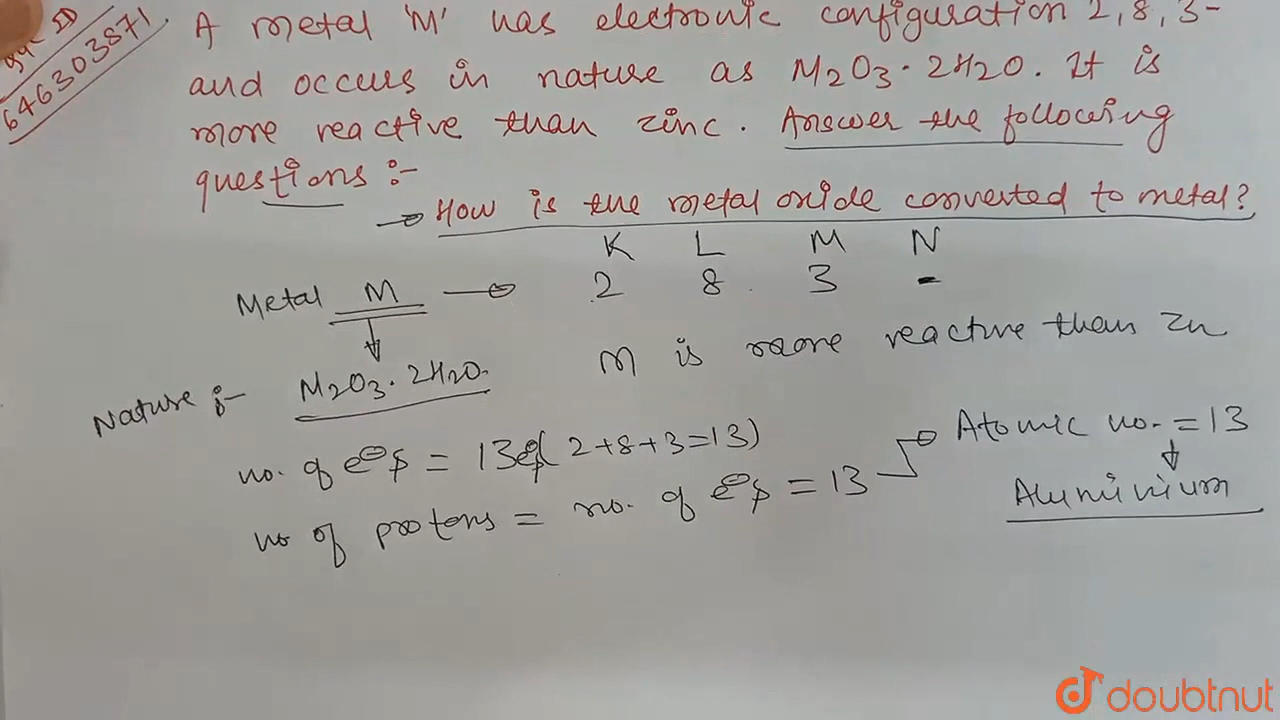 646303871
A metal 'M' has electronic configuration 2, 8, 3-
and occurs in nature as M2O3·2H2O. It is
more reactive than zinc. Answer the following
questions :-
→ How is the metal oxide converted to metal?
K L M N
Metal M → 2 8 3 -
Nature :- M2O3·2H2O. M is more reactive than Zn
no. of e⊖s = 13 (2+8+3=13)
no of protons = no. of e⊖s = 13 → Atomic no. = 13
Aluminium
doubtnut